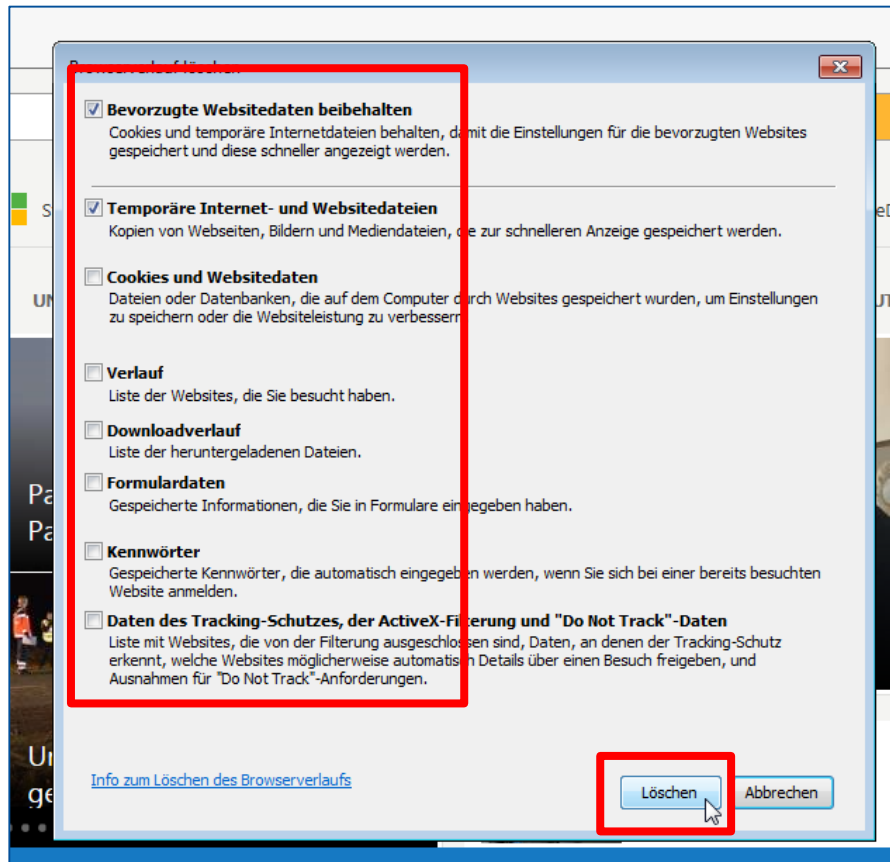 Browserverlauf löschen
Bevorzugte Websitedaten beibehalten
Cookies und temporäre Internetdateien behalten, damit die Einstellungen für die bevorzugten Websites
gespeichert und diese schneller angezeigt werden.
Temporäre Internet- und Websitedateien
Kopien von Webseiten, Bildern und Mediendateien, die zur schnelleren Anzeige gespeichert werden.
Cookies und Websitedaten
Dateien oder Datenbanken, die auf dem Computer durch Websites gespeichert wurden, um Einstellungen
zu speichern oder die Websiteleistung zu verbessern.
Verlauf
Liste der Websites, die Sie besucht haben.
Downloadverlauf
Liste der heruntergeladenen Dateien.
Formulardaten
Gespeicherte Informationen, die Sie in Formulare eingegeben haben.
Kennwörter
Gespeicherte Kennwörter, die automatisch eingegeben werden, wenn Sie sich bei einer bereits besuchten
Website anmelden.
Daten des Tracking-Schutzes, der ActiveX-Filterung und "Do Not Track"-Daten
Liste mit Websites, die von der Filterung ausgeschlossen sind, Daten, an denen der Tracking-Schutz
erkennt, welche Websites möglicherweise automatisch Details über einen Besuch freigeben, und
Ausnahmen für "Do Not Track"-Anforderungen.
Info zum Löschen des Browserverlaufs
Löschen
Abbrechen